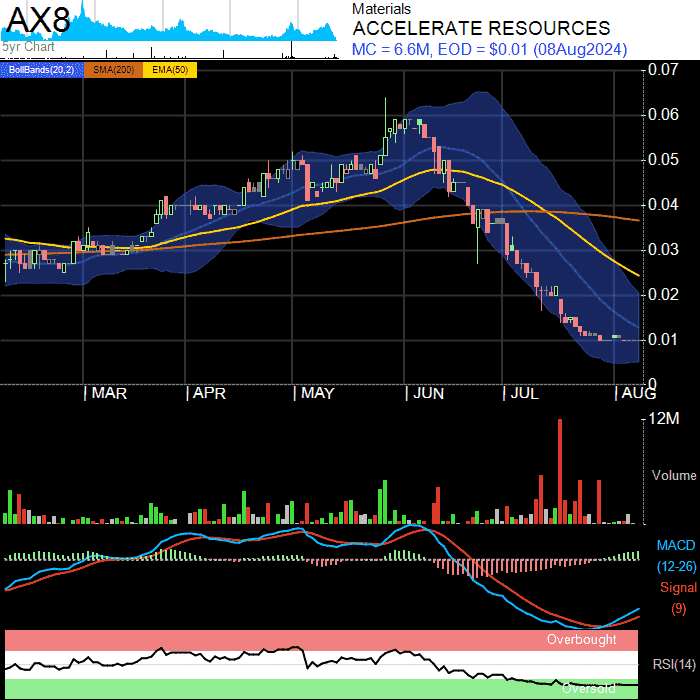 AX8
5yr Chart
Materials
ACCELERATE RESOURCES
MC = 6.6M, EOD = $0.01 (08Aug2024)
BollBands(20,2) SMA(200) EMA(50)
0.07
0.06
0.05
0.04
0.03
0.02
0.01
0
MAR APR MAY JUN JUL AUG
12M
Volume
MACD
(12-26)
Signal
(9)
Overbought
RSI(14)
Oversold